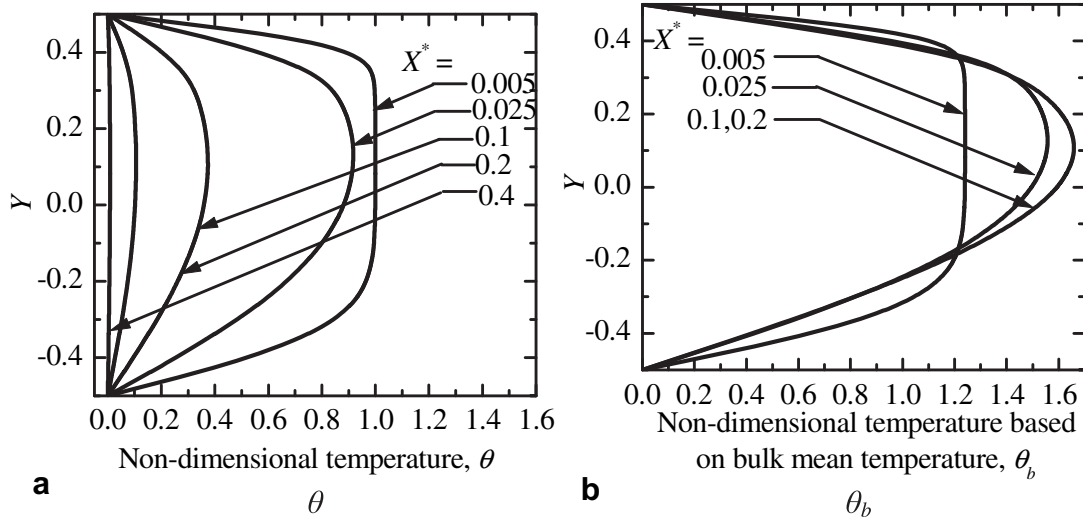 0.4
0.2
0.0
-0.2
-0.4
Y
X* =
0.005
0.025
0.1
0.2
0.4
0.0 0.2 0.4 0.6 0.8 1.0 1.2 1.4 1.6
Non-dimensional temperature, θ
a
θ
0.4
0.2
0.0
-0.2
-0.4
Y
X* =
0.005
0.025
0.1,0.2
0.0 0.2 0.4 0.6 0.8 1.0 1.2 1.4 1.6
Non-dimensional temperature based
on bulk mean temperature, θb
b
θb